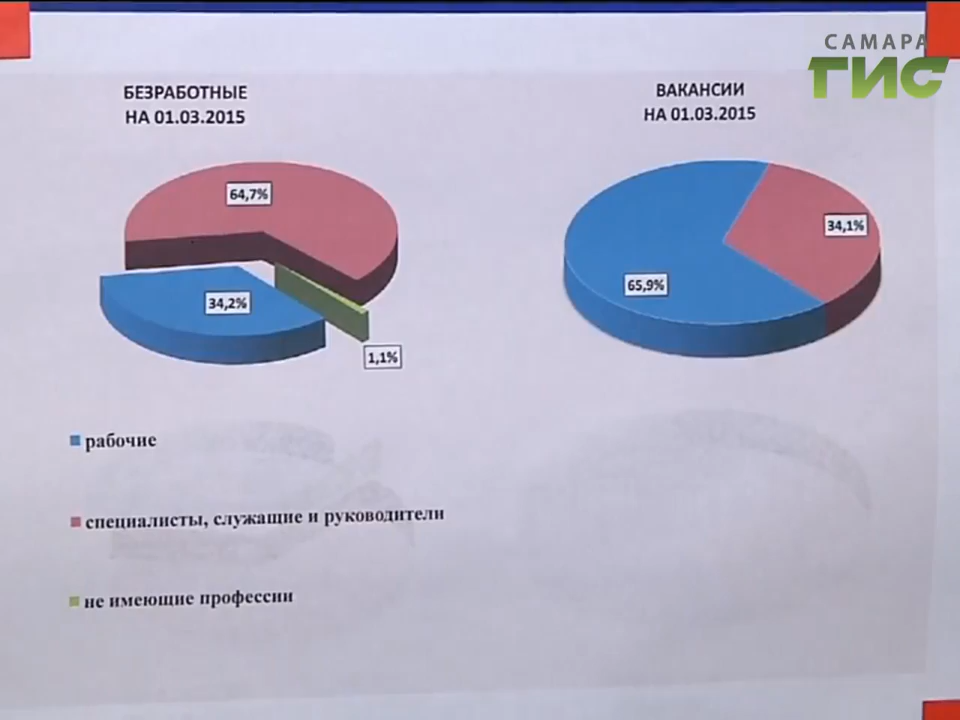 САМАРА
ГИС
БЕЗРАБОТНЫЕ
НА 01.03.2015
64,7%
34,2%
1,1%
ВАКАНСИИ
НА 01.03.2015
34,1%
65,9%
рабочие
специалисты, служащие и руководители
не имеющие профессии